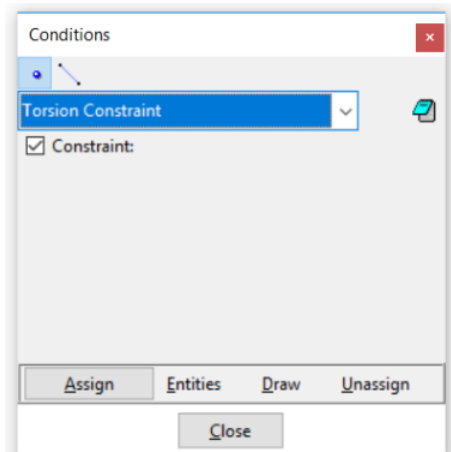 Conditions
Torsion Constraint
Constraint:
Assign Entities Draw Unassign
Close